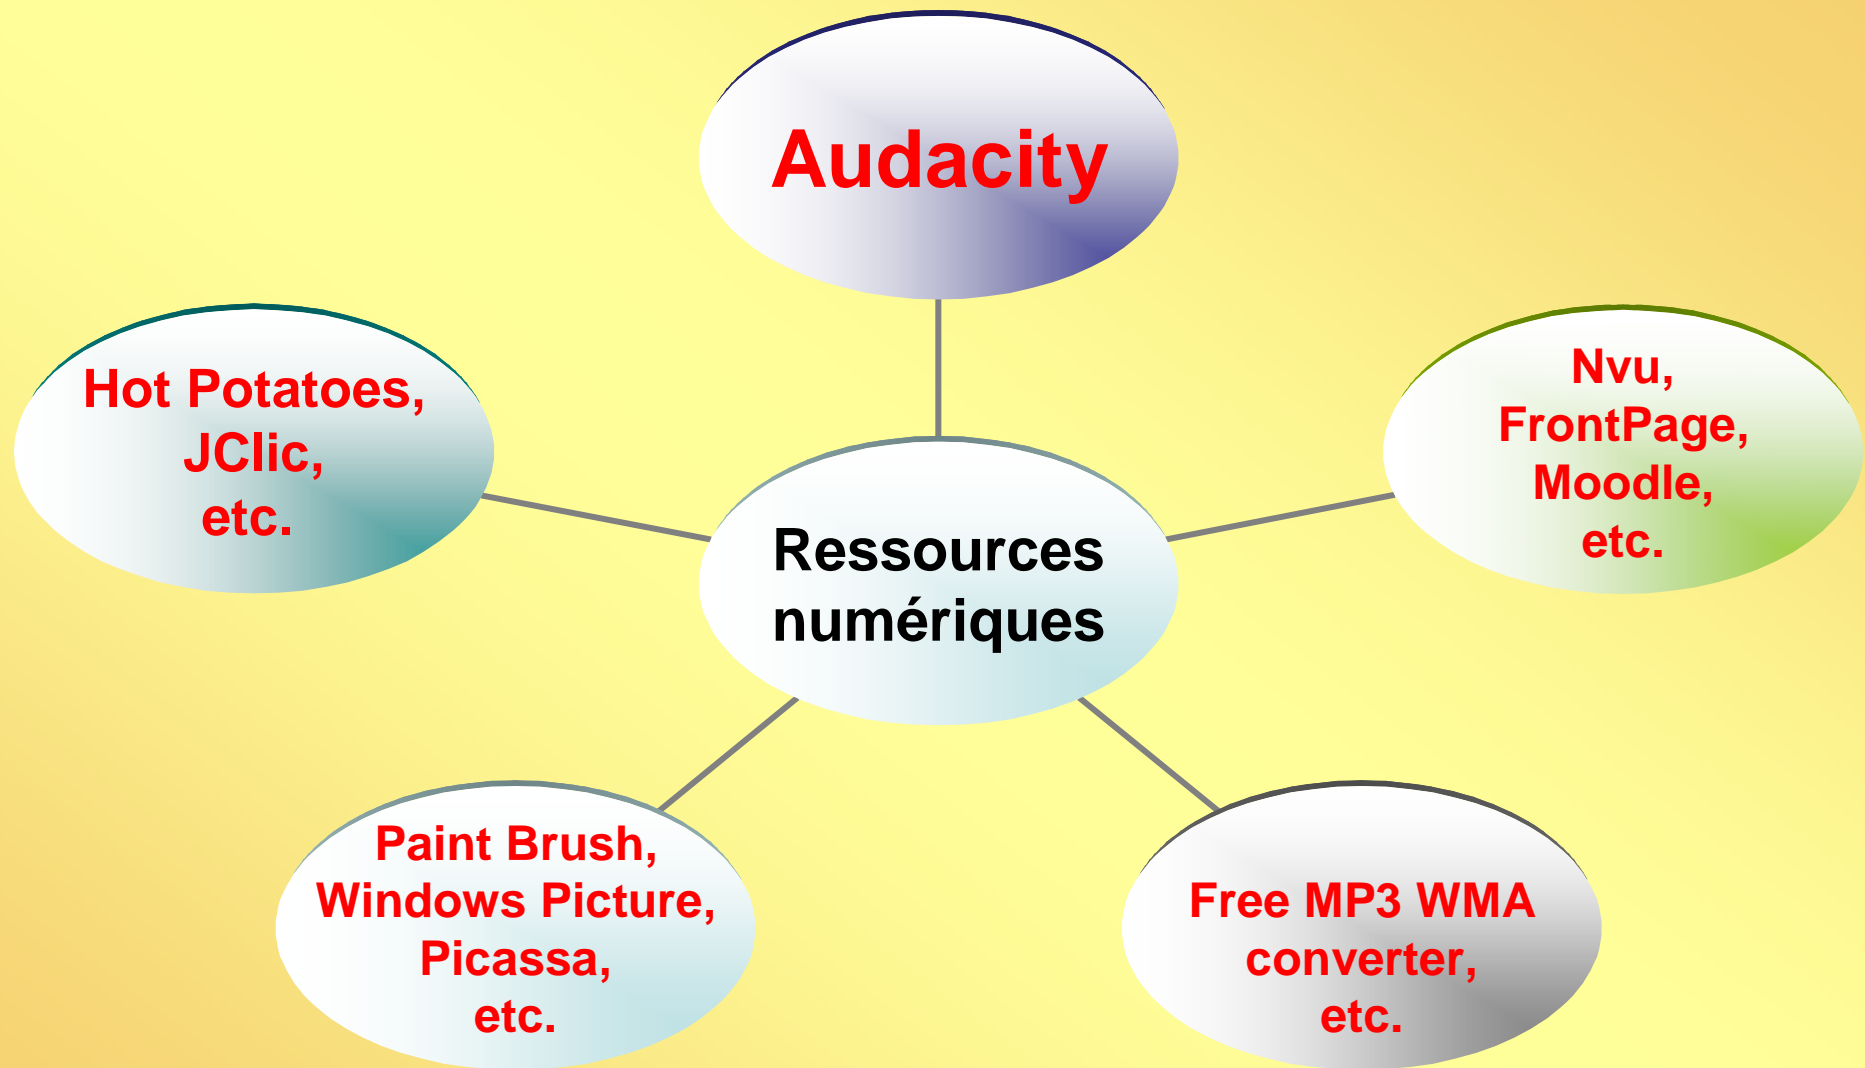 Audacity
Hot Potatoes,
JClic,
etc.
Nvu,
FrontPage,
Moodle,
etc.
Ressources
numériques
Paint Brush,
Windows Picture,
Picassa,
etc.
Free MP3 WMA
converter,
etc.